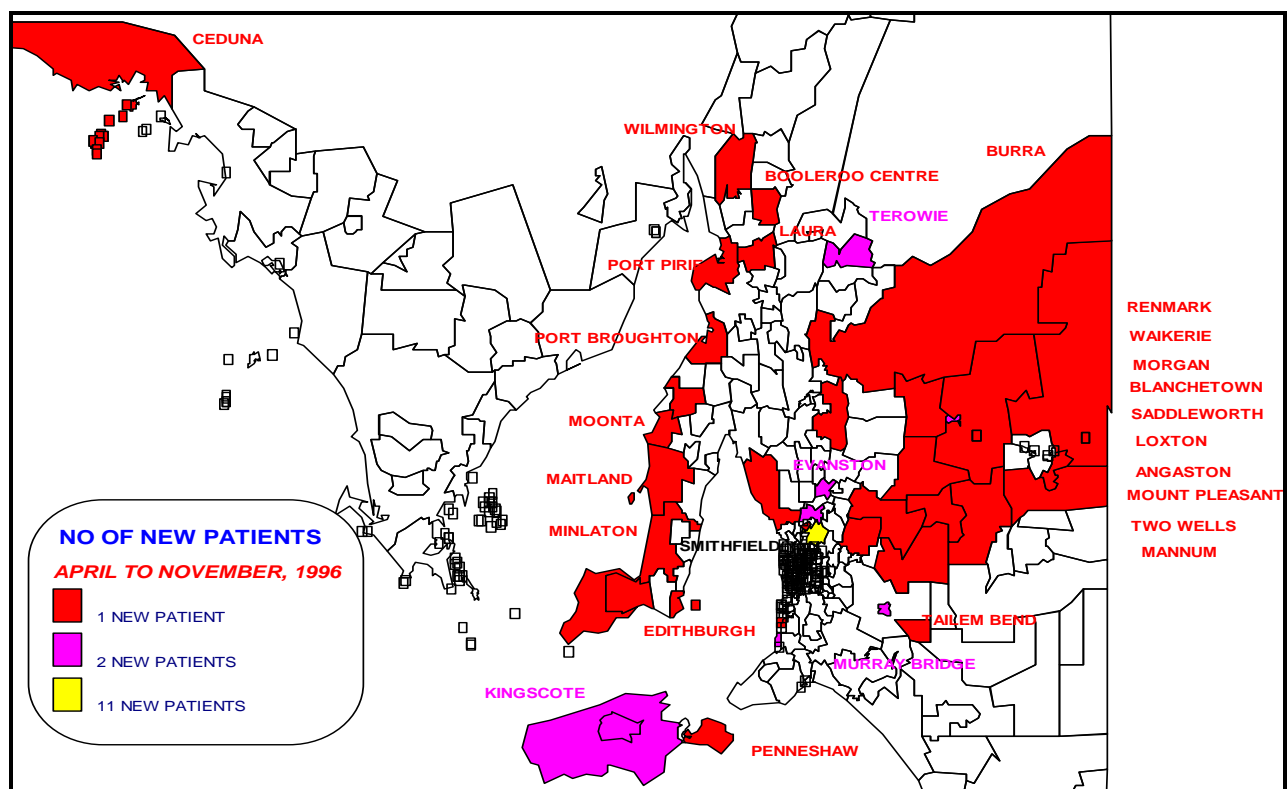 CEDUNA
WILMINGTON
BURRA
BOOLEROO CENTRE
TEROWIE
LAURA
PORT PIRIE
RENMARK
PORT BROUGHTON
WAIKERIE
MORGAN
BLANCHETOWN
SADDLEWORTH
MOONTA
LOXTON
EVANSTON
ANGASTON
MAITLAND
MOUNT PLEASANT
MINLATON
TWO WELLS
SMITHFIELD
MANNUM
NO OF NEW PATIENTS
APRIL TO NOVEMBER, 1996
1 NEW PATIENT
2 NEW PATIENTS
11 NEW PATIENTS
EDITHBURGH
TAILEM BEND
MURRAY BRIDGE
KINGSCOTE
PENNESHAW